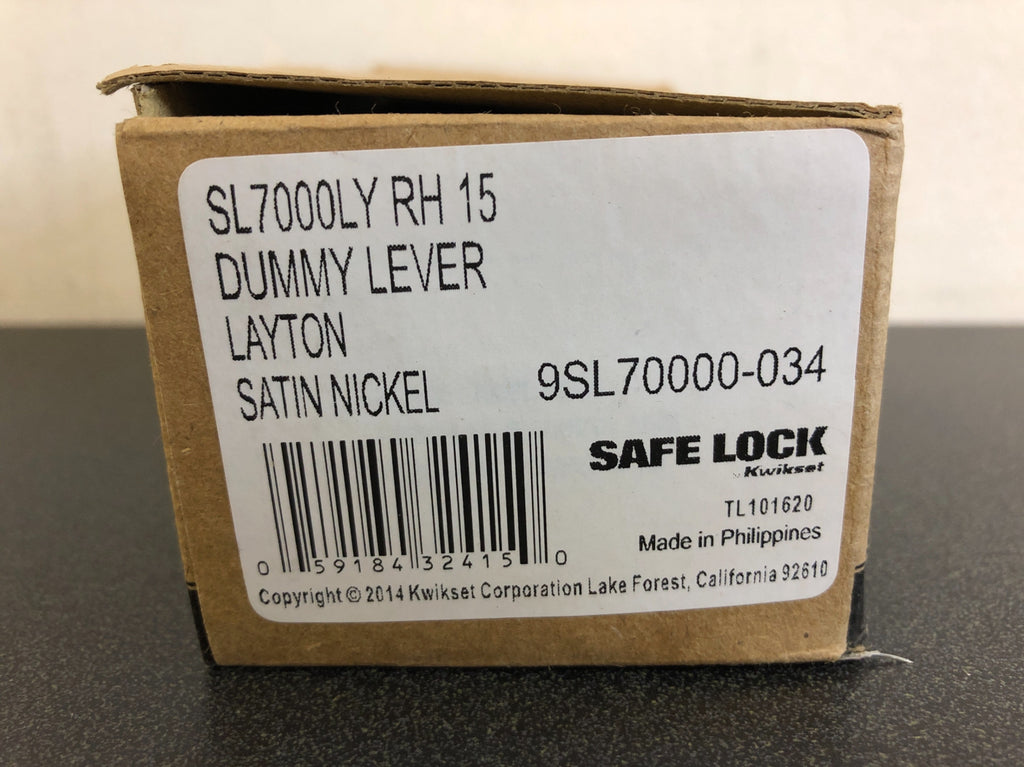 SL7000LY RH 15
DUMMY LEVER
LAYTON
SATIN NICKEL
9SL70000-034
SAFE LOCK
by Kwikset
TL101620
Made in Philippines
0 59184 32415 0
Copyright © 2014 Kwikset Corporation Lake Forest, California 92610